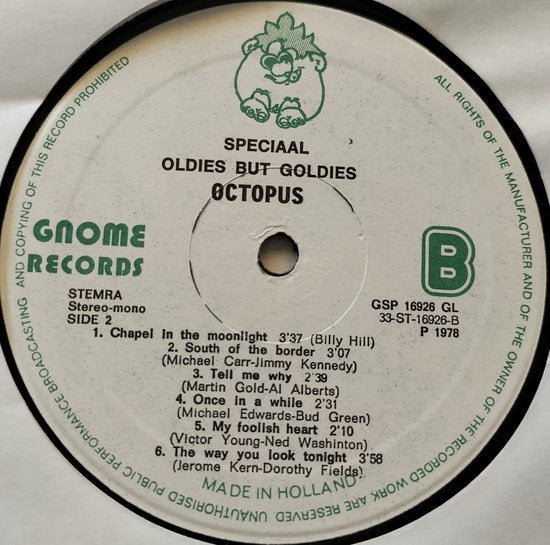 SPECIAAL
OLDIES BUT GOLDIES
OCTOPUS
GNOME
RECORDS
B
STEMRA
Stereo-mono
SIDE 2
GSP 16926 GL
33-ST-16926-B
P 1978
1. Chapel in the moonlight 3'37 (Billy Hill)
2. South of the border 3'07
(Michael Carr-Jimmy Kennedy)
3. Tell me why 2'39
(Martin Gold-Al Alberts)
4. Once in a while 2'31
(Michael Edwards-Bud Green)
5. My foolish heart 2'10
(Victor Young-Ned Washinton)
6. The way you look tonight 3'58
(Jerome Kern-Dorothy Fields)
MADE IN HOLLAND
ALL RIGHTS OF THE MANUFACTURER AND OF THE OWNER OF THE RECORDED WORK ARE RESERVED UNAUTHORISED PUBLIC PERFORMANCE BROADCASTING AND COPYING OF THIS RECORD PROHIBITED